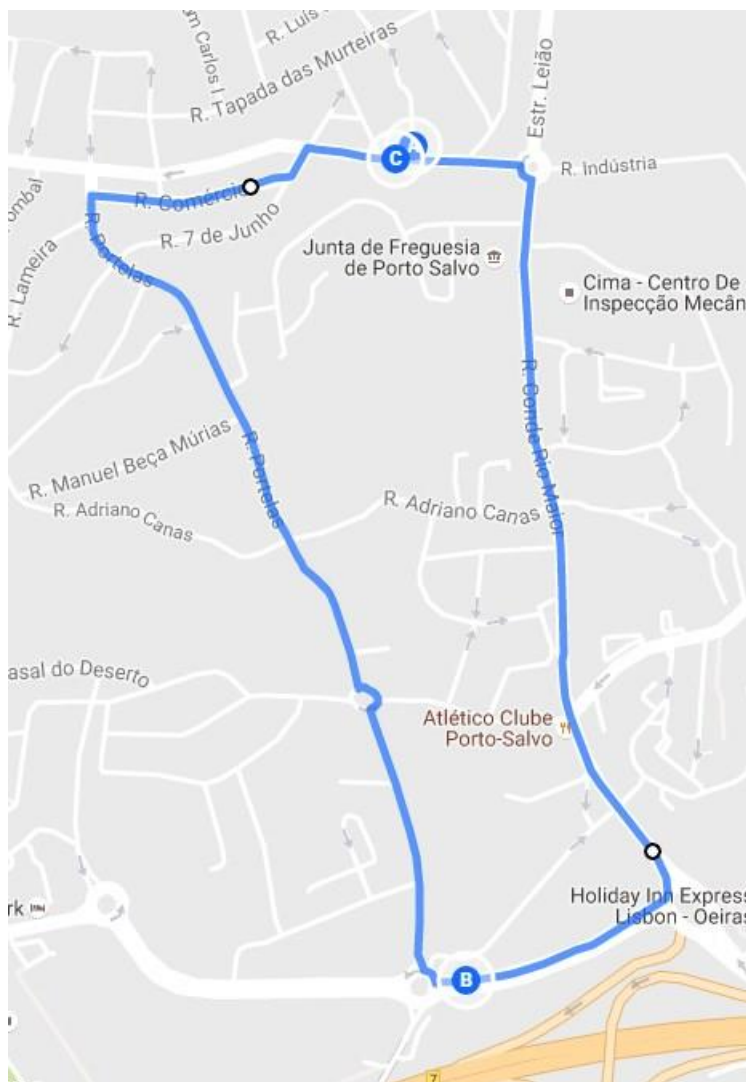 R. Luís
R. Tapada das Murteiras
Estr. Leião
A
C
R. Indústria
R. Comércio
R. 7 de Junho
R. Lameira
R. Portelas
Junta de Freguesia
de Porto Salvo
Cima - Centro De
Inspecção Mecân
R. Conde Rio Maior
R. Manuel Beça Múrias
R. Portelas
R. Adriano Canas
R. Adriano Canas
asal do Deserto
Atlético Clube
Porto-Salvo
rk
Holiday Inn Express
Lisbon - Oeiras
B
7